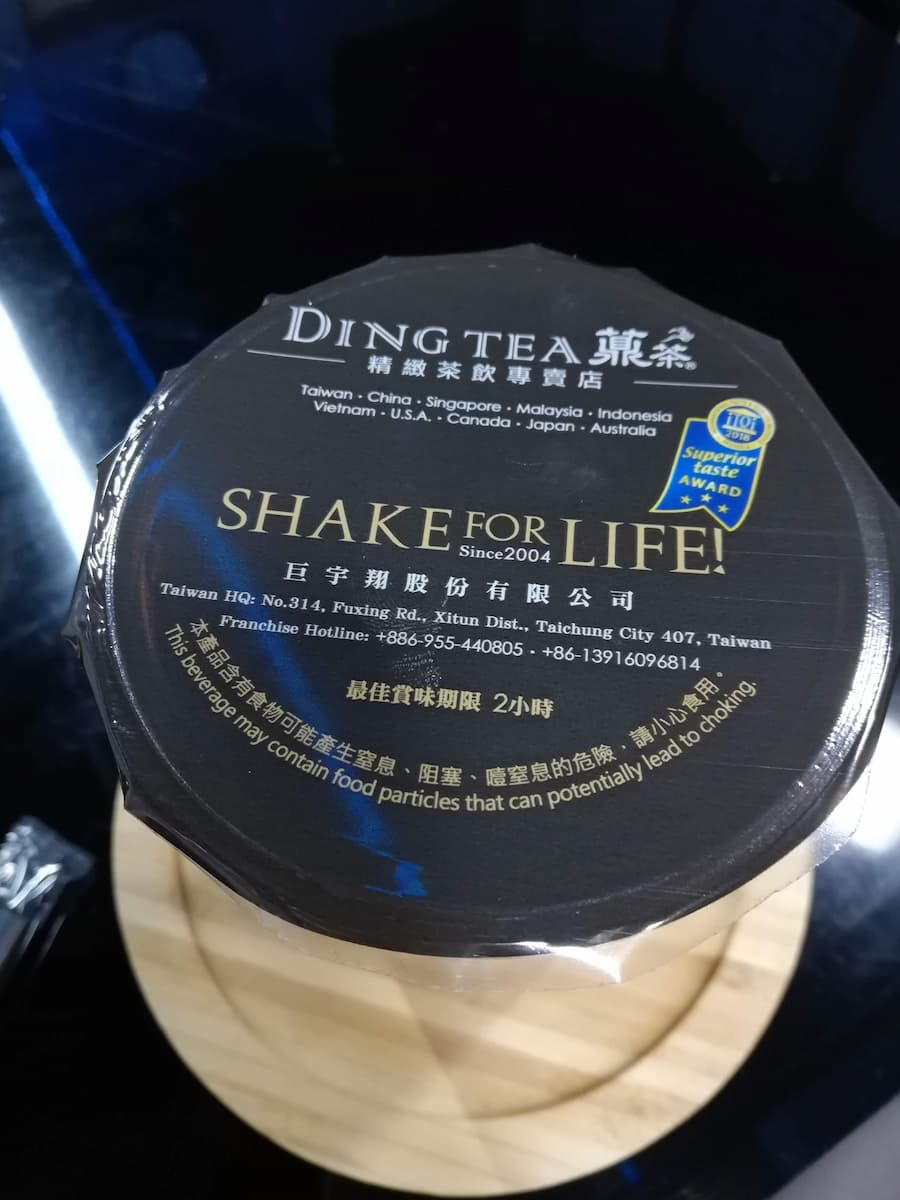 DING TEA 薡茶®
精緻茶飲專賣店
Taiwan · China · Singapore · Malaysia · Indonesia
Vietnam · U.S.A. · Canada · Japan · Australia
iTQi
2018
Superior
taste
AWARD
SHAKE FOR LIFE!
Since2004
巨宇翔股份有限公司
Taiwan HQ: No.314, Fuxing Rd., Xitun Dist., Taichung City 407, Taiwan
Franchise Hotline: +886-955-440805 · +86-13916096814
最佳賞味期限 2小時
本產品含有食物可能產生窒息、阻塞、噎窒息的危險，請小心食用。
This beverage may contain food particles that can potentially lead to choking.